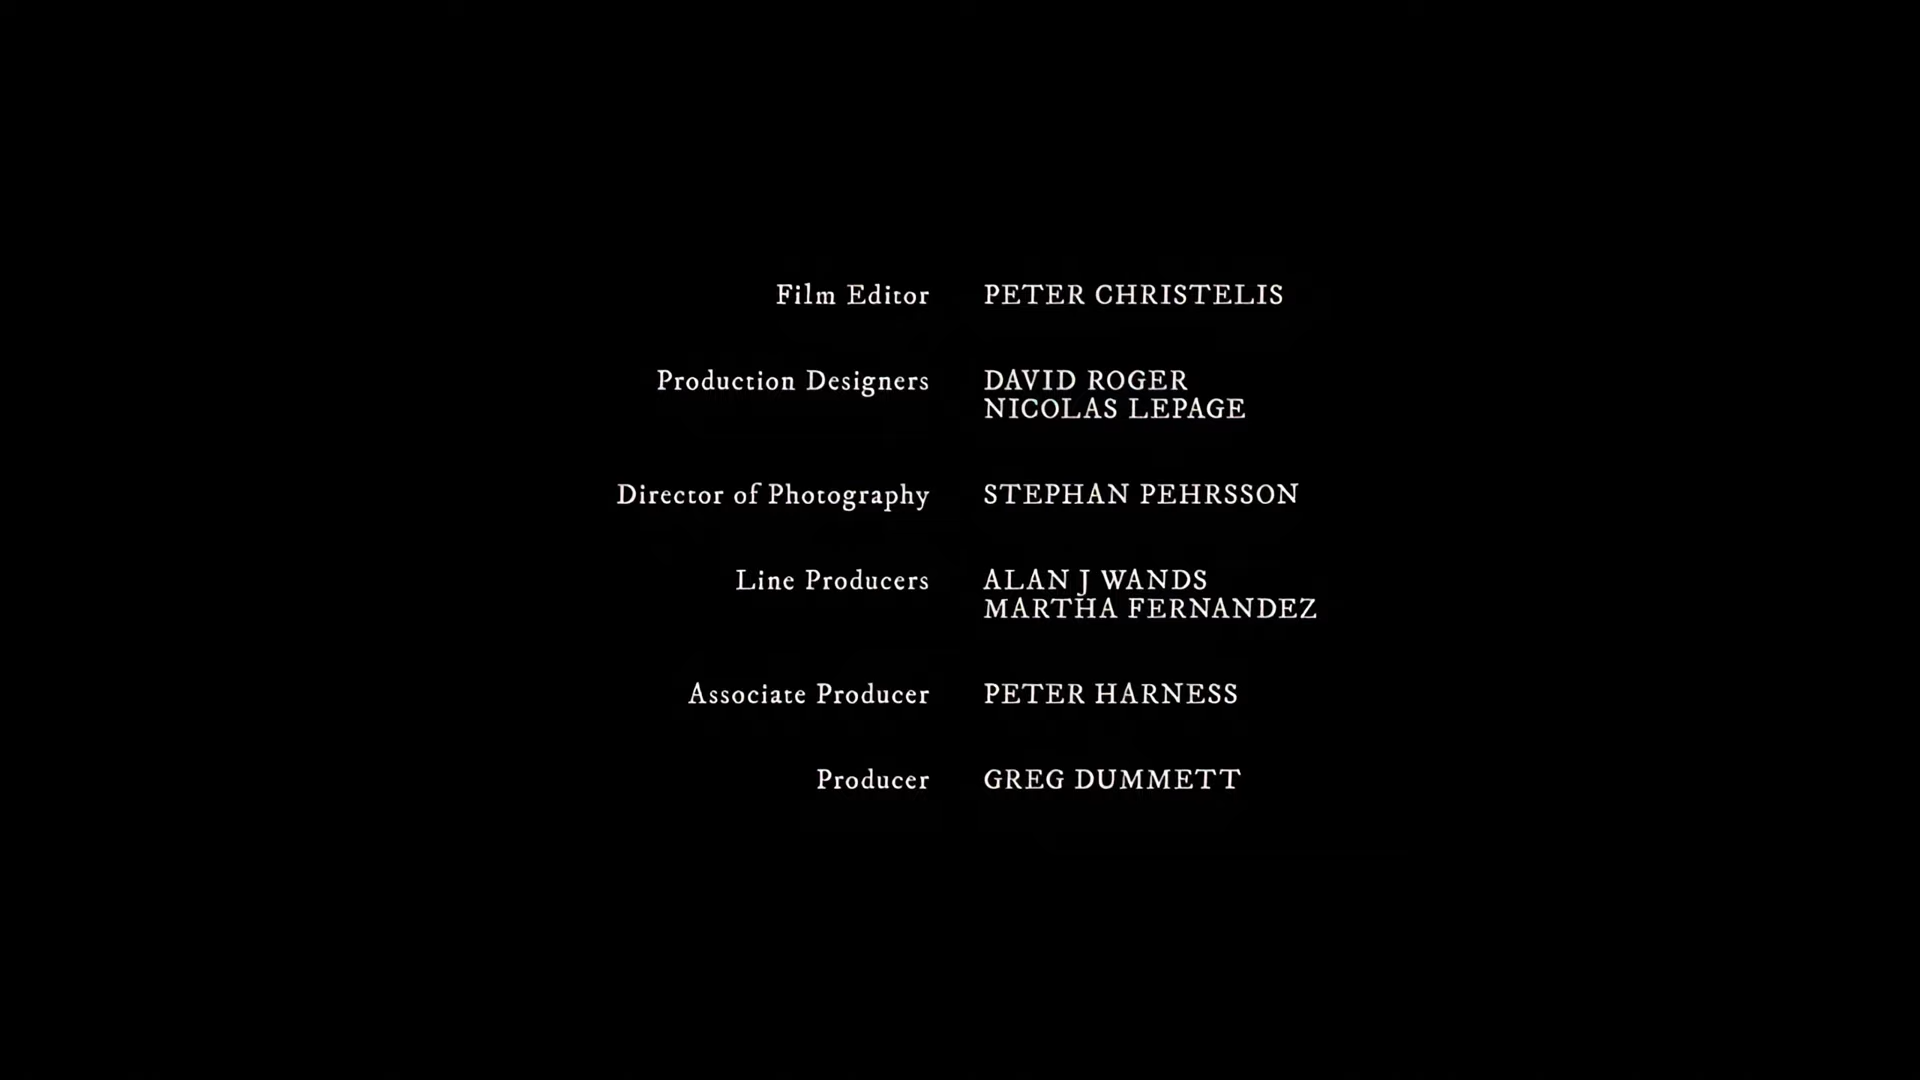 Film Editor PETER CHRISTELIS
Production Designers DAVID ROGER
NICOLAS LEPAGE
Director of Photography STEPHAN PEHRSSON
Line Producers ALAN J WANDS
MARTHA FERNANDEZ
Associate Producer PETER HARNESS
Producer GREG DUMMETT